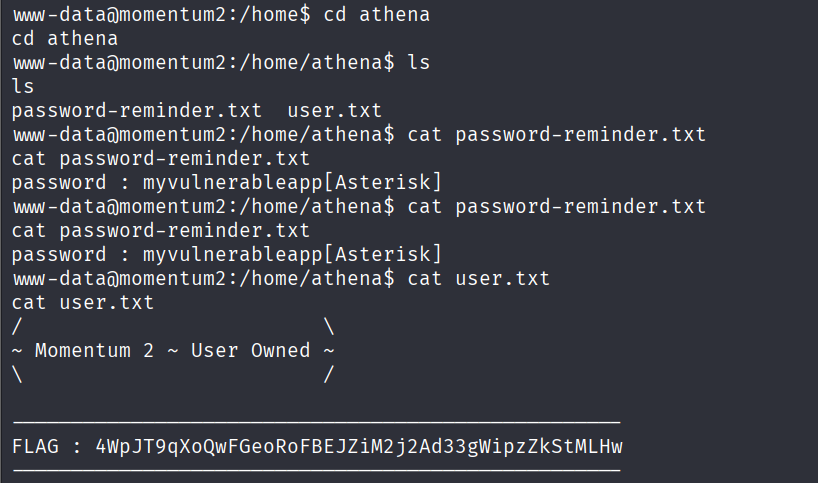 www-data@momentum2:/home$ cd athena
cd athena
www-data@momentum2:/home/athena$ ls
ls
password-reminder.txt  user.txt
www-data@momentum2:/home/athena$ cat password-reminder.txt
cat password-reminder.txt
password : myvulnerableapp[Asterisk]
www-data@momentum2:/home/athena$ cat password-reminder.txt
cat password-reminder.txt
password : myvulnerableapp[Asterisk]
www-data@momentum2:/home/athena$ cat user.txt
cat user.txt
/                         \
~ Momentum 2 ~ User Owned ~
\                         /
---------------------------------------------------
FLAG : 4WpJT9qXoQwFGeoRoFBEJZiM2j2Ad33gWipzZkStMLHw
---------------------------------------------------